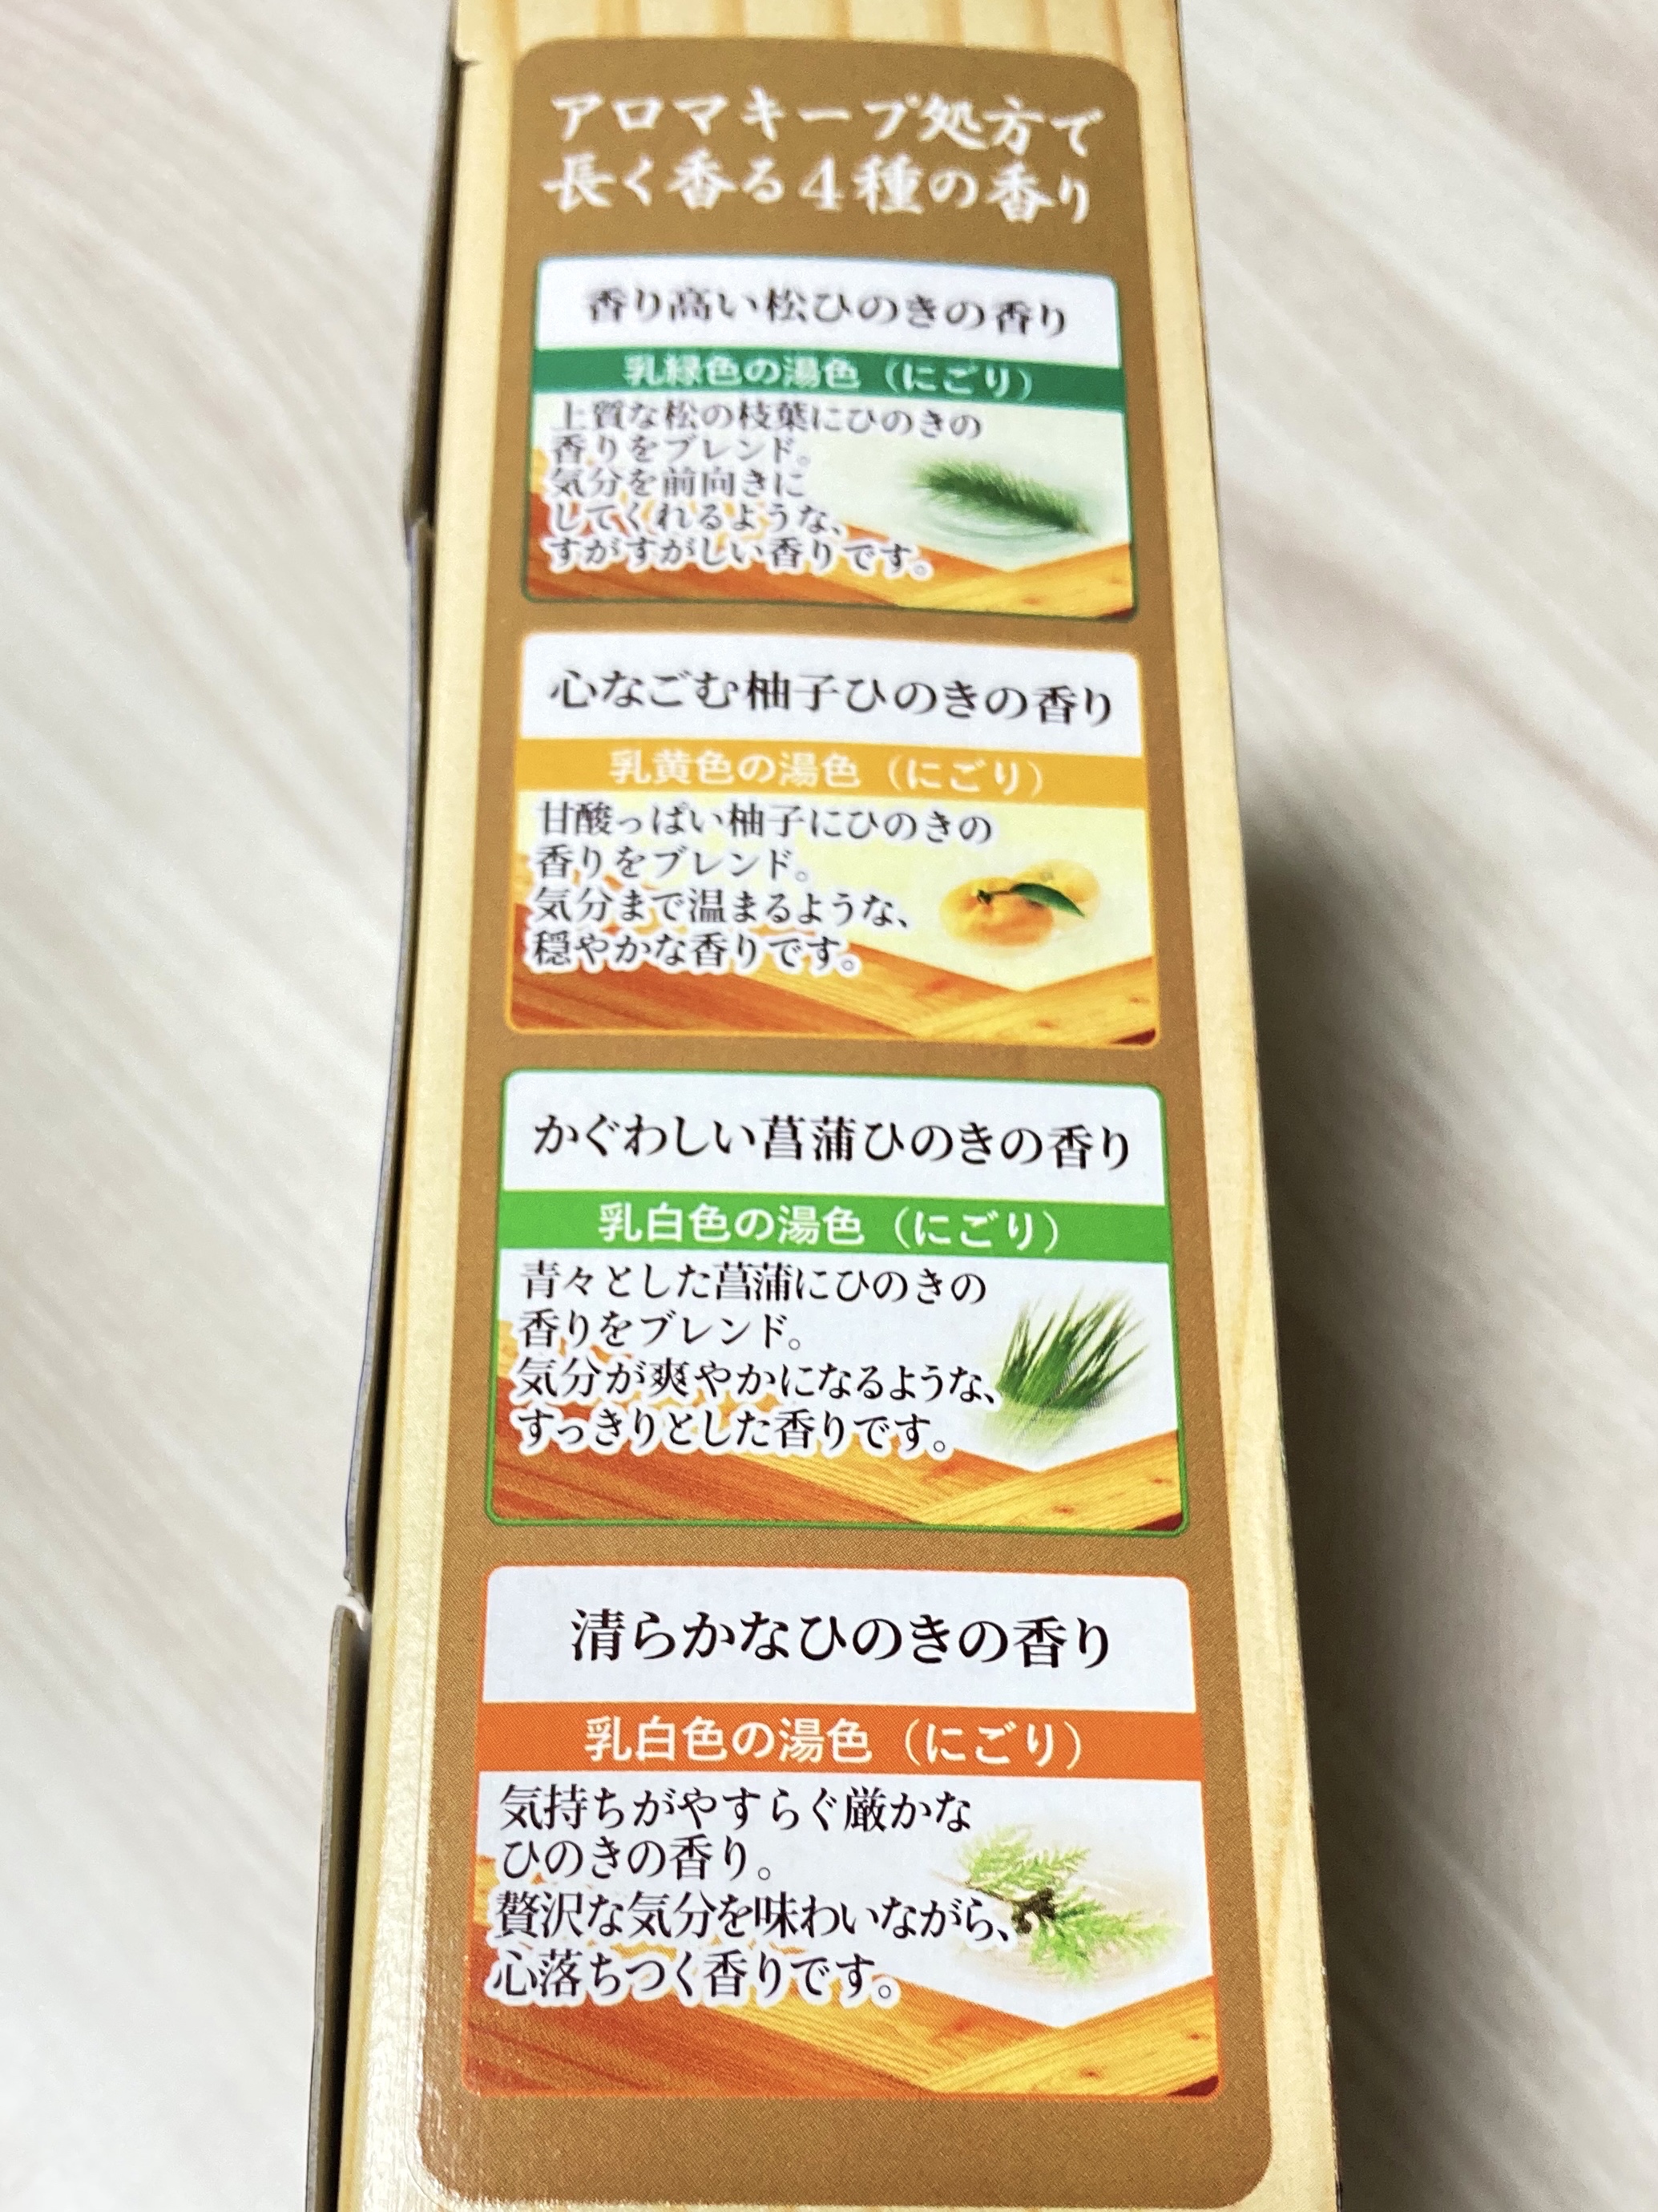 アロマキープ処方で
長く香る4種の香り
香り高い松ひのきの香り
乳緑色の湯色（にごり）
上質な松の枝葉にひのきの
香りをブレンド。
気分を前向きに
してくれるような、
すがすがしい香りです。
心なごむ柚子ひのきの香り
乳黄色の湯色（にごり）
甘酸っぱい柚子にひのきの
香りをブレンド。
気分まで温まるような、
穏やかな香りです。
かぐわしい菖蒲ひのきの香り
乳白色の湯色（にごり）
青々とした菖蒲にひのきの
香りをブレンド。
気分が爽やかになるような、
すっきりとした香りです。
清らかなひのきの香り
乳白色の湯色（にごり）
気持ちがやすらぐ厳かな
ひのきの香り。
贅沢な気分を味わいながら、
心落ちつく香りです。